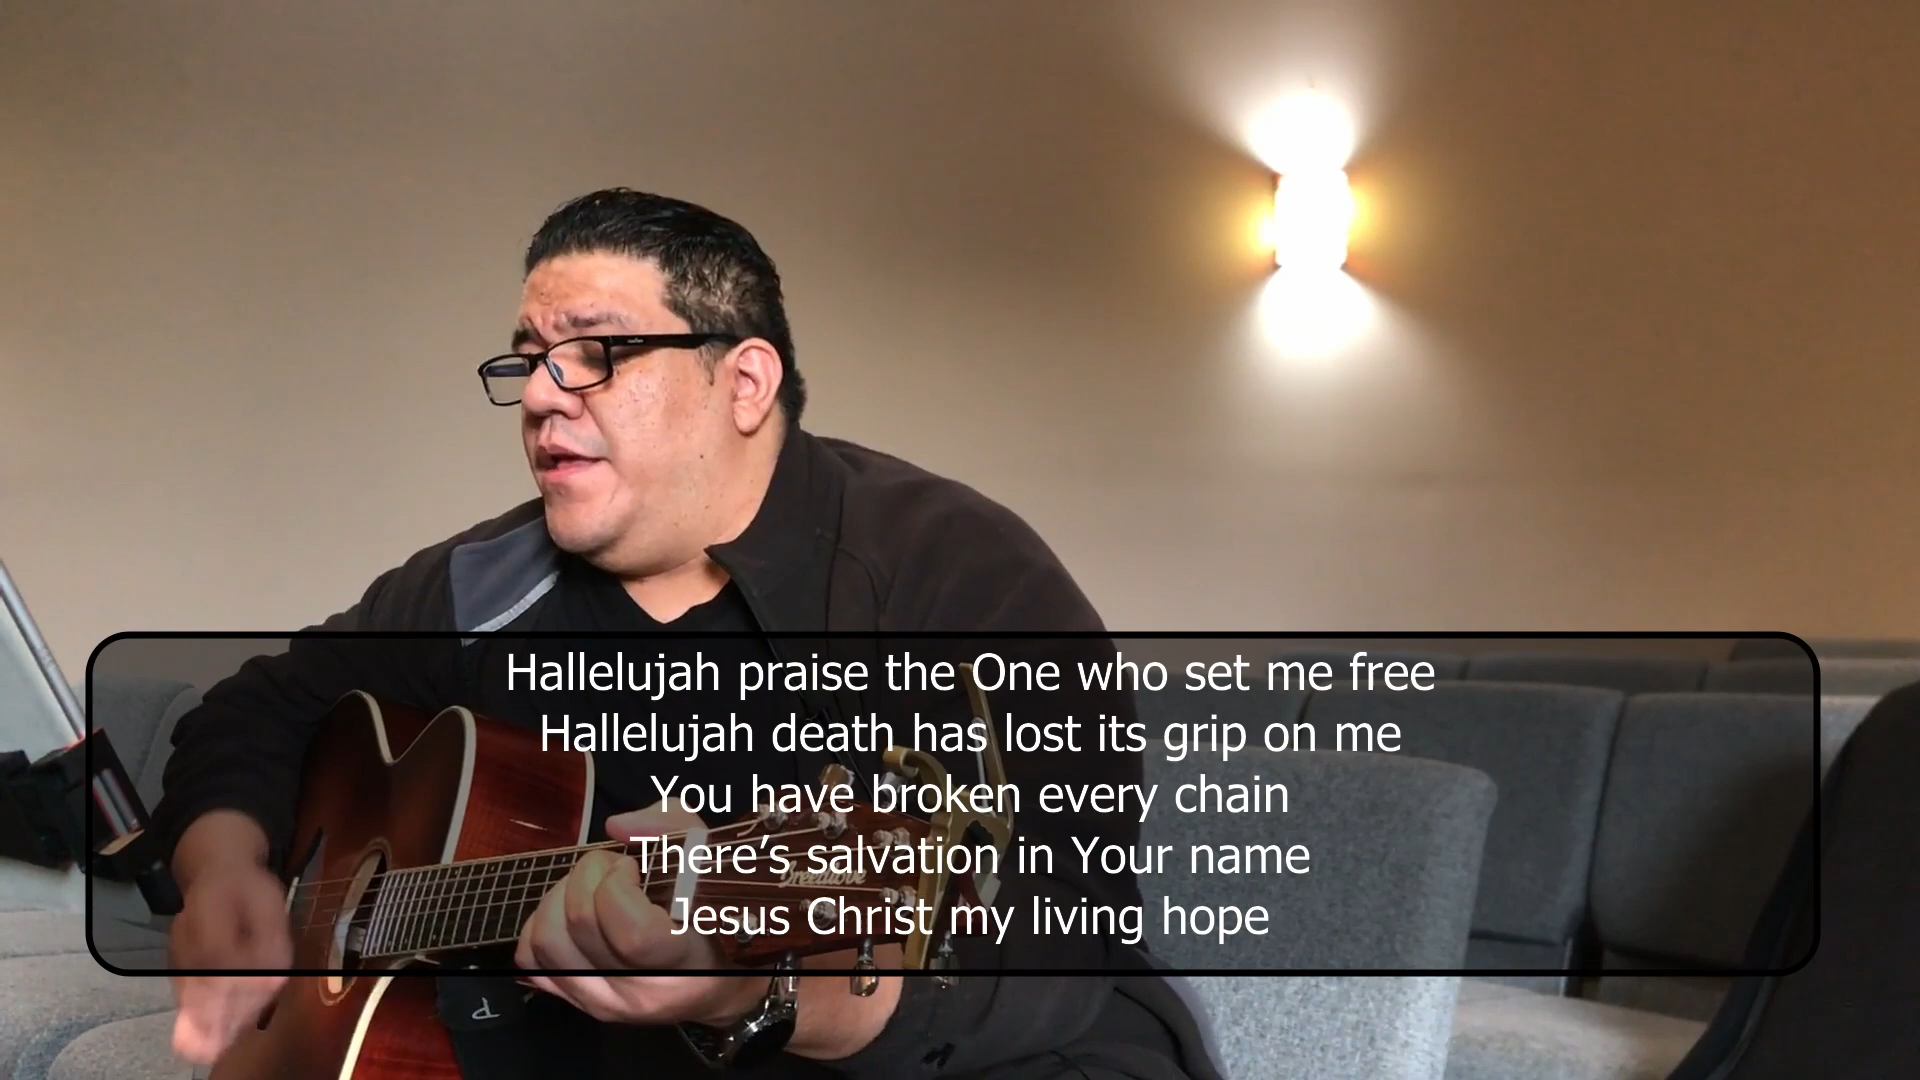 Hallelujah praise the One who set me free
Hallelujah death has lost its grip on me
You have broken every chain
There’s salvation in Your name
Jesus Christ my living hope
Breedlove
P